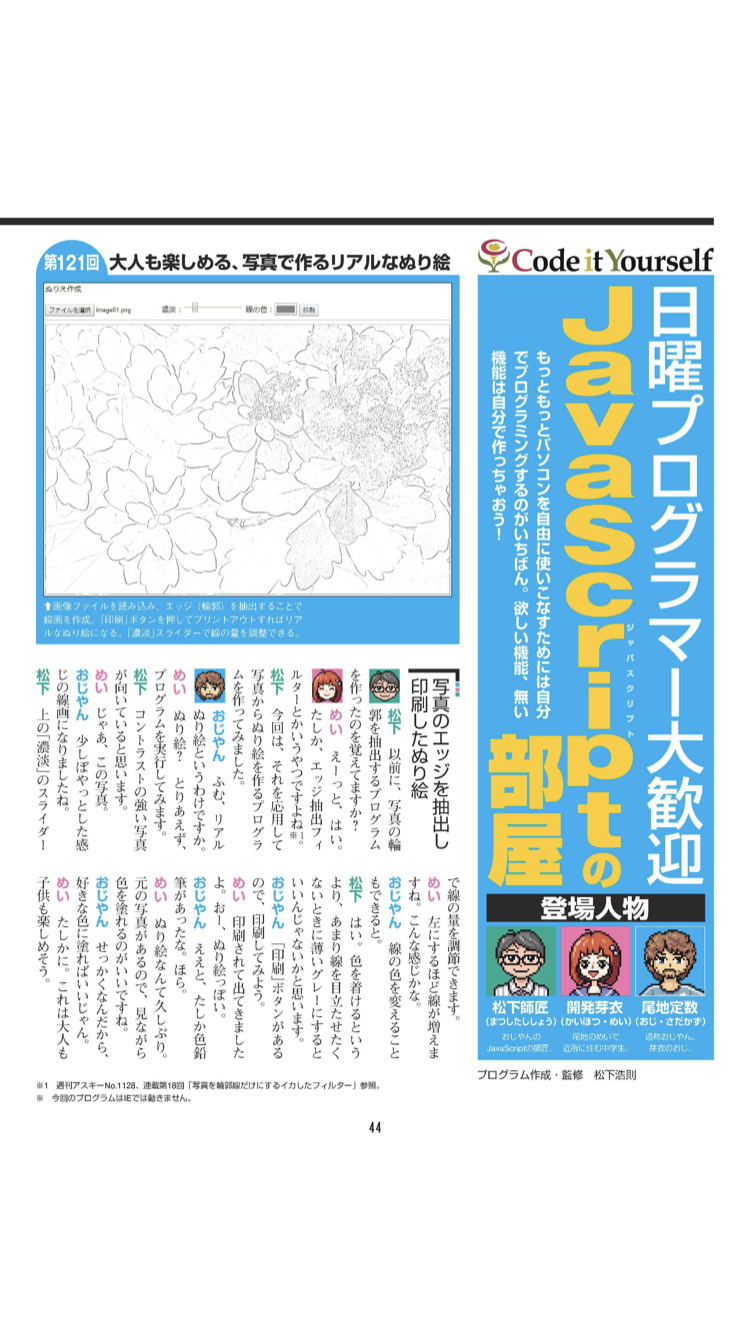 Code it Yourself
日曜プログラマー大歓迎
JavaScriptの
ジャバスクリプト
部屋
もっともっとパソコンを自由に使いこなすためには自分
でプログラミングするのがいちばん。欲しい機能、無い
機能は自分で作っちゃおう！
登場人物
松下師匠
(まつしたししょう)
おじゃんの
JavaScriptの師匠。
開発芽衣
(かいほつ・めい)
尾地のめいで
近所に住む中学生。
尾地定数
(おじ・さだかず)
通称おじゃん。
芽衣のおじ。
プログラム作成・監修　松下浩則
第121回
大人も楽しめる、写真で作るリアルなぬり絵
ぬりえ作成
ファイルを選択 image01.png 濃淡： 線の色： 印刷
⬆画像ファイルを読み込み、エッジ（輪郭）を抽出することで
線画を作成。「印刷」ボタンを押してプリントアウトすればリア
ルなぬり絵になる。「濃淡」スライダーで線の量を調整できる。
写真のエッジを抽出し
印刷したぬり絵
松下　以前に、写真の輪
郭を抽出するプログラム
を作ったのを覚えてますか？
めい　えーっと、はい。
たしか、エッジ抽出フィ
ルターとかいうやつですよね※1。
松下　今回は、それを応用して
写真からぬり絵を作るプログラ
ムを作ってみました。
おじゃん　ふむ、リアル
ぬり絵というわけですか。
めい　ぬり絵？　とりあえず、
プログラムを実行してみます。
松下　コントラストの強い写真
が向いていると思います。
めい　じゃあ、この写真。
おじゃん　少しぼやっとした感
じの線画になりましたね。
松下　上の「濃淡」のスライダー
で線の量を調節できます。
めい　左にするほど線が増えま
すね。こんな感じかな。
おじゃん　線の色を変えること
もできると。
松下　はい。色を着けるという
より、あまり線を目立たせたく
ないときに薄いグレーにすると
いいんじゃないかと思います。
おじゃん　「印刷」ボタンがある
ので、印刷してみよう。
めい　印刷されて出てきました
よ。おー、ぬり絵っぽい。
おじゃん　ええと、たしか色鉛
筆があったな。ほら。
めい　ぬり絵なんて久しぶり。
元の写真があるので、見ながら
色を塗れるのがいいですね。
おじゃん　せっかくなんだから、
好きな色に塗ればいいじゃん。
めい　たしかに。これは大人も
子供も楽しめそう。
※1　週刊アスキーNo.1128、連載第18回「写真を輪郭線だけにするイカしたフィルター」参照。
※　今回のプログラムはIEでは動きません。
44